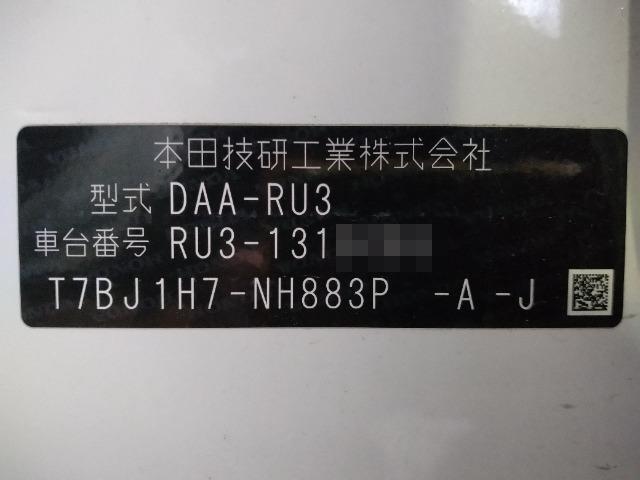 本田技研工業株式会社
型式 DAA-RU3
車台番号 RU3-131
T7BJ1H7-NH883P -A-J